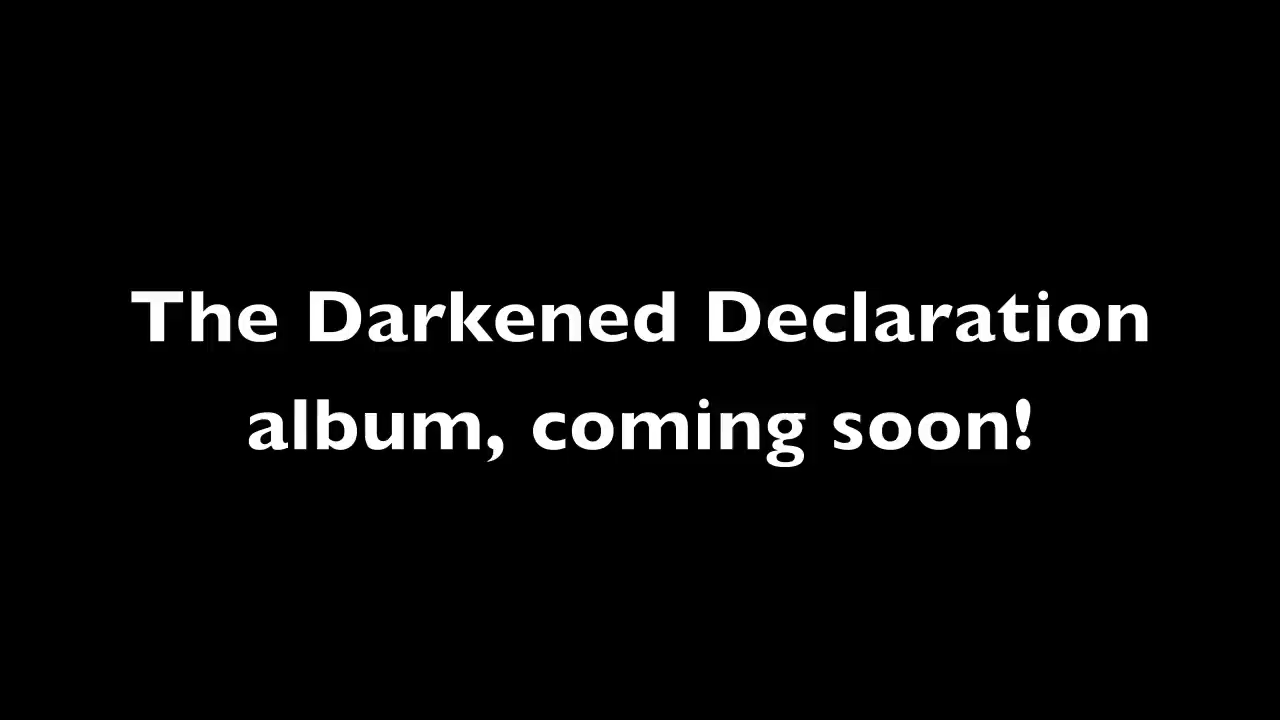 The Darkened Declaration
album, coming soon!